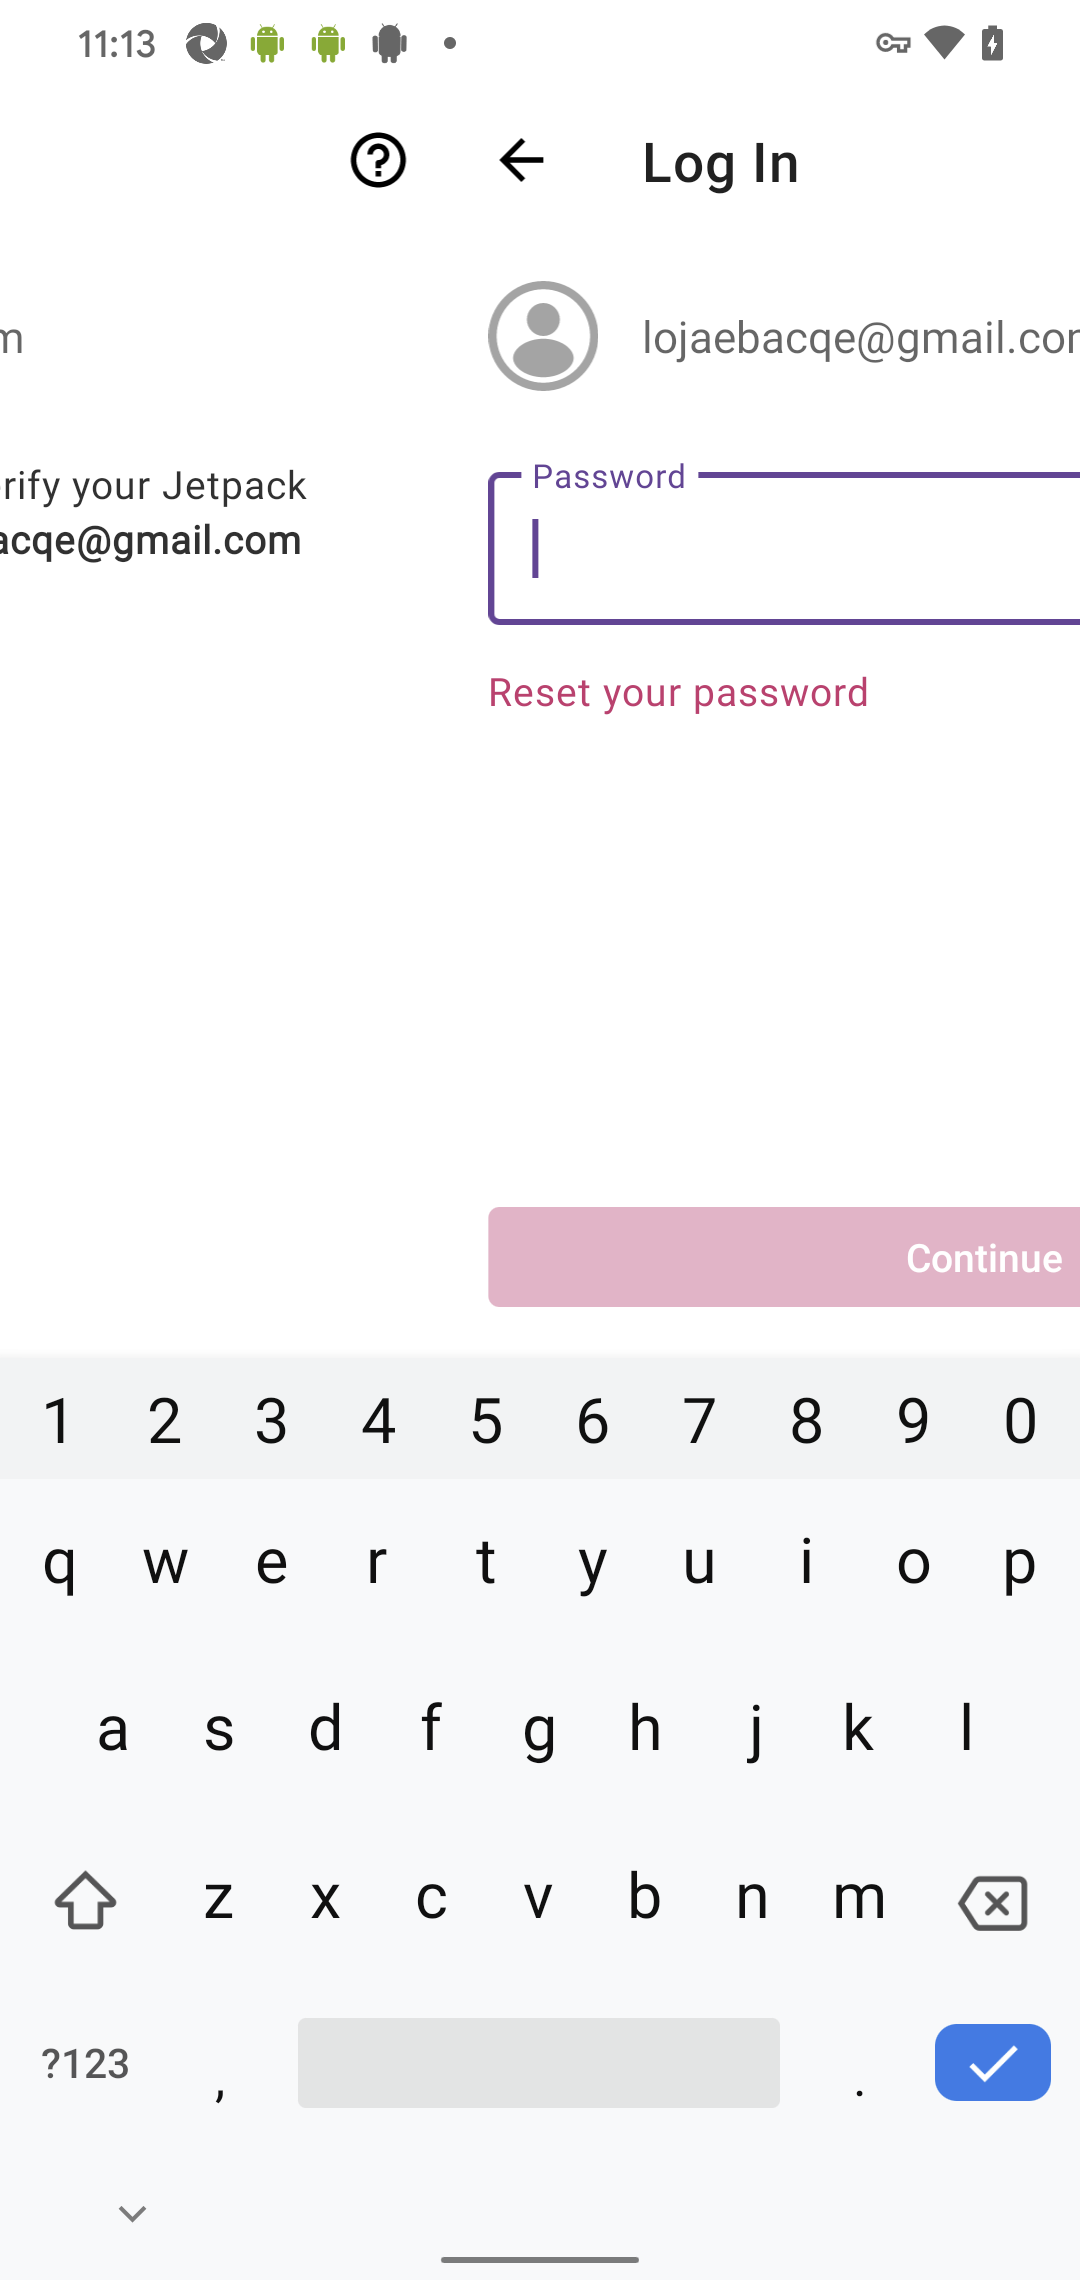 11:13
Log In
m
lojaebacqe@gmail.com
Password
rify your Jetpack
acqe@gmail.com
Reset your password
Continue
1 2 3 4 5 6 7 8 9 0
q w e r t y u i o p
a s d f g h j k l
z x c v b n m
?123 , .